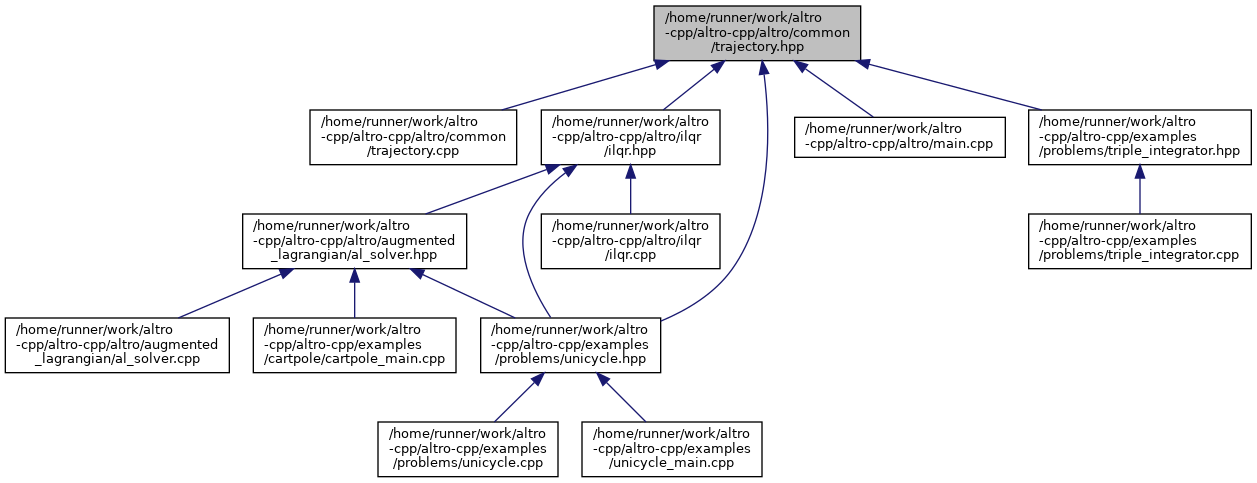 /home/runner/work/altro
-cpp/altro-cpp/altro/common
/trajectory.hpp
/home/runner/work/altro
-cpp/altro-cpp/altro/common
/trajectory.cpp
/home/runner/work/altro
-cpp/altro-cpp/altro/ilqr
/ilqr.hpp
/home/runner/work/altro
-cpp/altro-cpp/altro/main.cpp
/home/runner/work/altro
-cpp/altro-cpp/examples
/problems/triple_integrator.hpp
/home/runner/work/altro
-cpp/altro-cpp/altro/augmented
_lagrangian/al_solver.hpp
/home/runner/work/altro
-cpp/altro-cpp/altro/ilqr
/ilqr.cpp
/home/runner/work/altro
-cpp/altro-cpp/examples
/problems/triple_integrator.cpp
/home/runner/work/altro
-cpp/altro-cpp/altro/augmented
_lagrangian/al_solver.cpp
/home/runner/work/altro
-cpp/altro-cpp/examples
/cartpole/cartpole_main.cpp
/home/runner/work/altro
-cpp/altro-cpp/examples
/problems/unicycle.hpp
/home/runner/work/altro
-cpp/altro-cpp/examples
/problems/unicycle.cpp
/home/runner/work/altro
-cpp/altro-cpp/examples
/unicycle_main.cpp